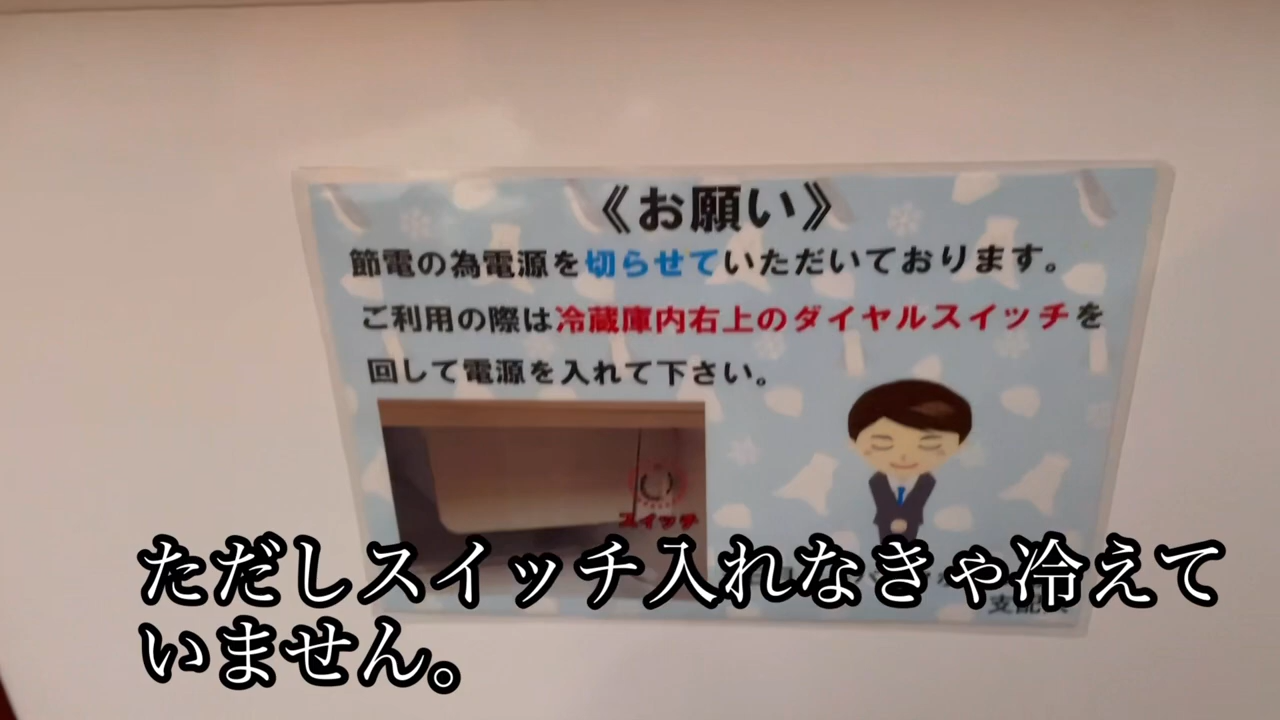 《お願い》
節電の為電源を切らせていただいております。
ご利用の際は冷蔵庫内右上のダイヤルスイッチを
回して電源を入れて下さい。
スイッチ
ただしスイッチ入れなきゃ冷えて
いません。